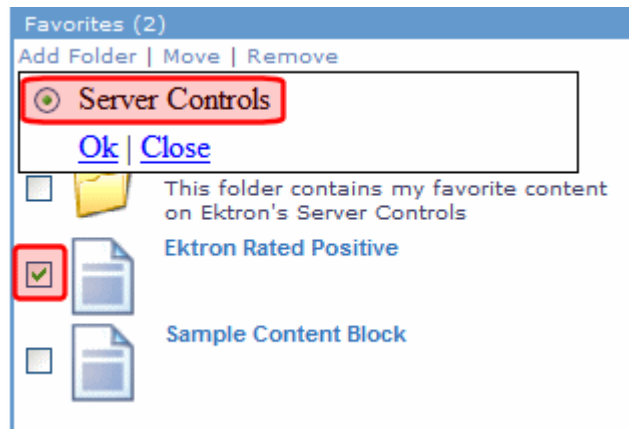 Favorites (2)
Add Folder | Move | Remove
Server Controls
Ok | Close
This folder contains my favorite content
on Ektron's Server Controls
Ektron Rated Positive
Sample Content Block